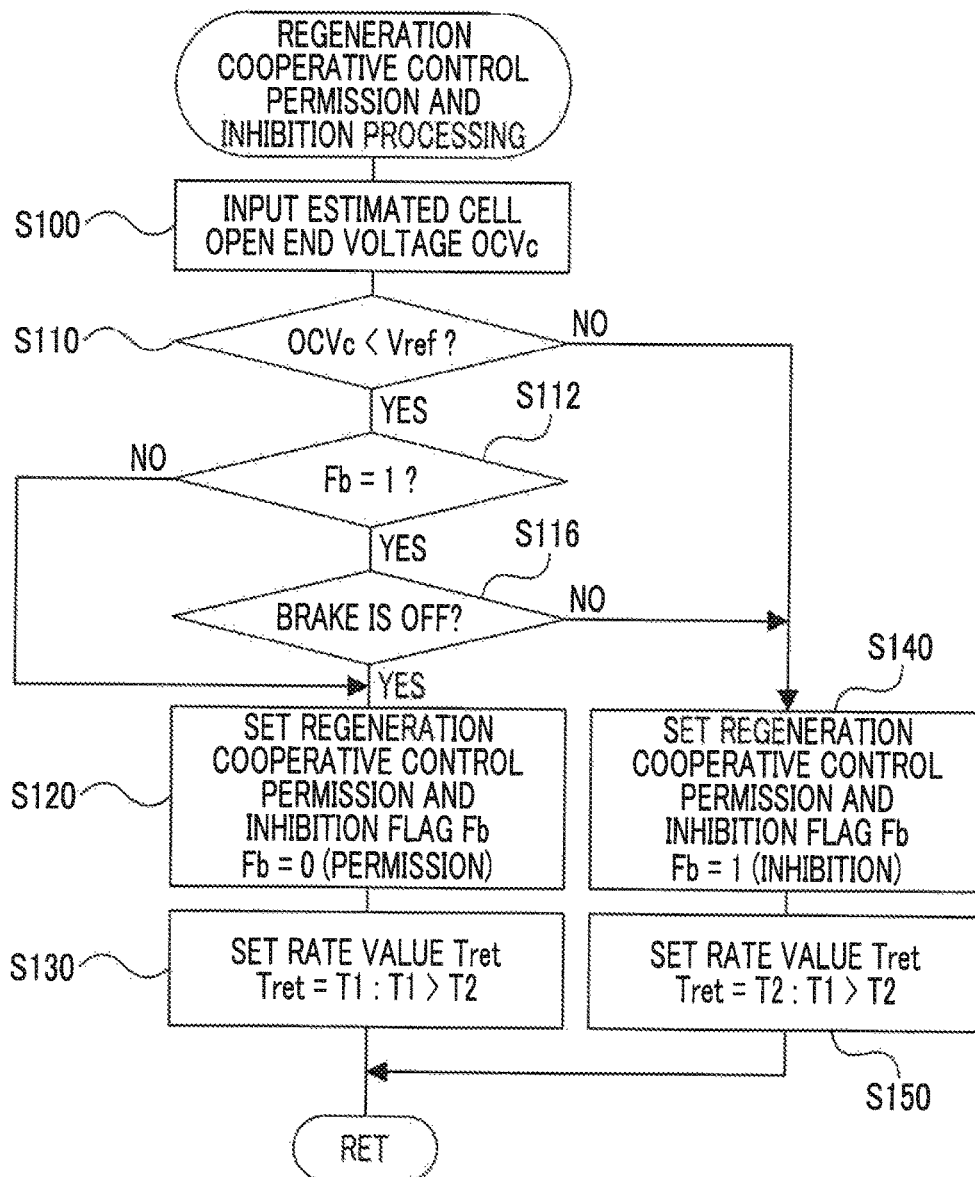 REGENERATION
COOPERATIVE CONTROL
PERMISSION AND
INHIBITION PROCESSING
S100
INPUT ESTIMATED CELL
OPEN END VOLTAGE OCVc
S110
OCVc < Vref ?
NO
YES
S112
NO
Fb = 1 ?
YES
S116
BRAKE IS OFF?
NO
YES
S140
S120
SET REGENERATION
COOPERATIVE CONTROL
PERMISSION AND
INHIBITION FLAG Fb
Fb = 0 (PERMISSION)
SET REGENERATION
COOPERATIVE CONTROL
PERMISSION AND
INHIBITION FLAG Fb
Fb = 1 (INHIBITION)
S130
SET RATE VALUE Tret
Tret = T1 : T1 > T2
SET RATE VALUE Tret
Tret = T2 : T1 > T2
S150
RET